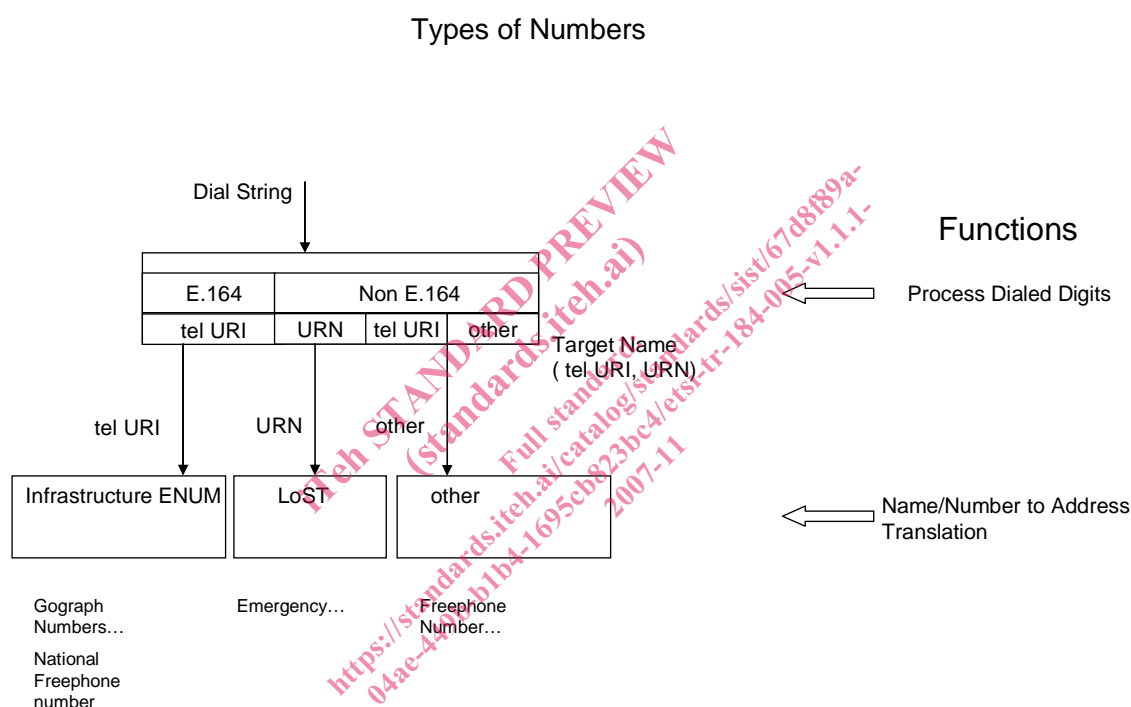 Types of Numbers
Dial String
Functions
E.164
Non E.164
Process Dialed Digits
tel URI
URN
tel URI
other
Target Name
( tel URI, URN)
tel URI
URN
other
Infrastructure ENUM
LoST
other
Name/Number to Address
Translation
Gograph
Numbers…
Emergency…
Freephone
Number…
National
Freephone
number
iTeh STANDARD PREVIEW
(standards.iteh.ai)
Full standard:
https://standards.iteh.ai/catalog/standards/sist/67d8f89a-
04ae-449b-b1b4-1695cb823bc4/etsi-tr-184-005-v1.1.1-
2007-11